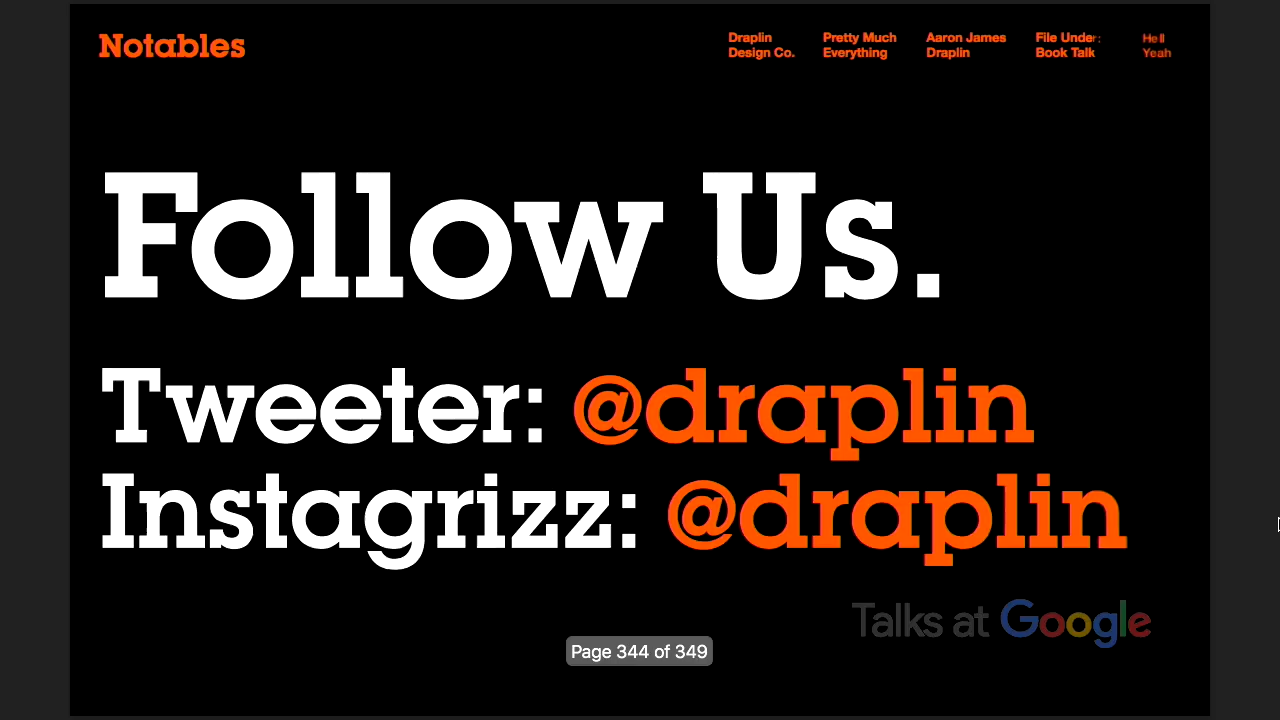 Notables
Draplin
Design Co.
Pretty Much
Everything
Aaron James
Draplin
File Under:
Book Talk
Hell
Yeah
Follow Us.
Tweeter: @draplin
Instagrizz: @draplin
Talks at Google
Page 344 of 349